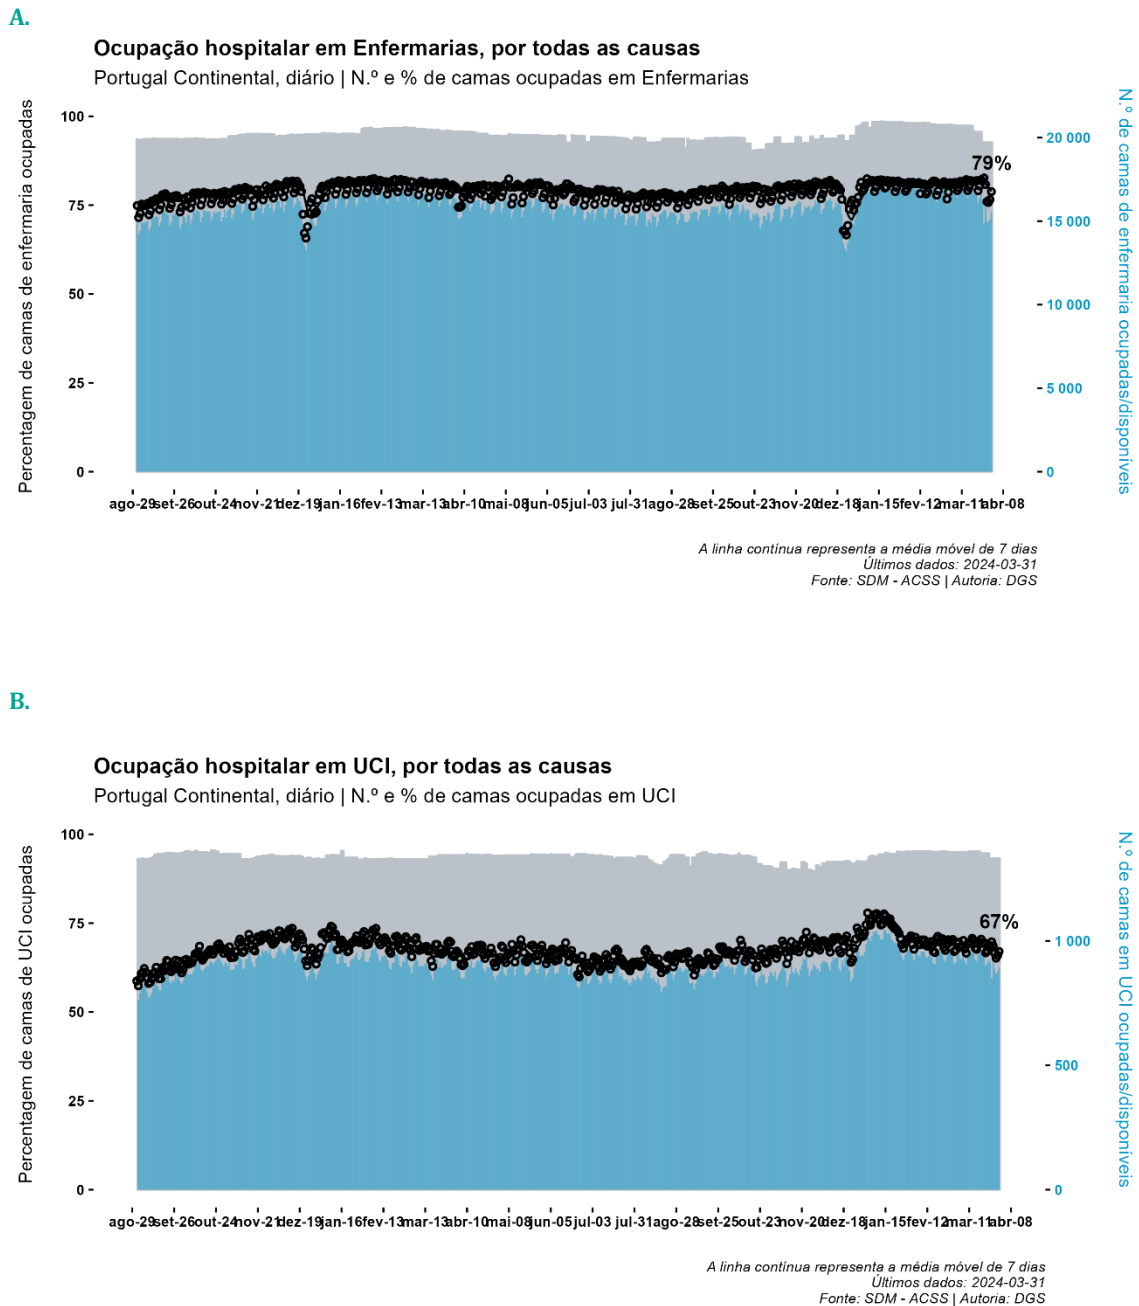 A.
Ocupação hospitalar em Enfermarias, por todas as causas
Portugal Continental, diário | N.º e % de camas ocupadas em Enfermarias
Percentagem de camas de enfermaria ocupadas
100
75
50
25
0
79%
20 000
15 000
10 000
5 000
0
N.º de camas de enfermaria ocupadas/disponíveis
ago-29 set-26 out-24 nov-21 dez-19 jan-16 fev-13 mar-13 abr-10 mai-08 jun-05 jul-03 jul-31 ago-28 set-25 out-23 nov-20 dez-18 jan-15 fev-12 mar-11 abr-08
A linha contínua representa a média móvel de 7 dias
Últimos dados: 2024-03-31
Fonte: SDM - ACSS | Autoria: DGS
B.
Ocupação hospitalar em UCI, por todas as causas
Portugal Continental, diário | N.º e % de camas ocupadas em UCI
Percentagem de camas de UCI ocupadas
100
75
50
25
0
67%
1 000
500
0
N.º de camas em UCI ocupadas/disponíveis
ago-29 set-26 out-24 nov-21 dez-19 jan-16 fev-13 mar-13 abr-10 mai-08 jun-05 jul-03 jul-31 ago-28 set-25 out-23 nov-20 dez-18 jan-15 fev-12 mar-11 abr-08
A linha contínua representa a média móvel de 7 dias
Últimos dados: 2024-03-31
Fonte: SDM - ACSS | Autoria: DGS